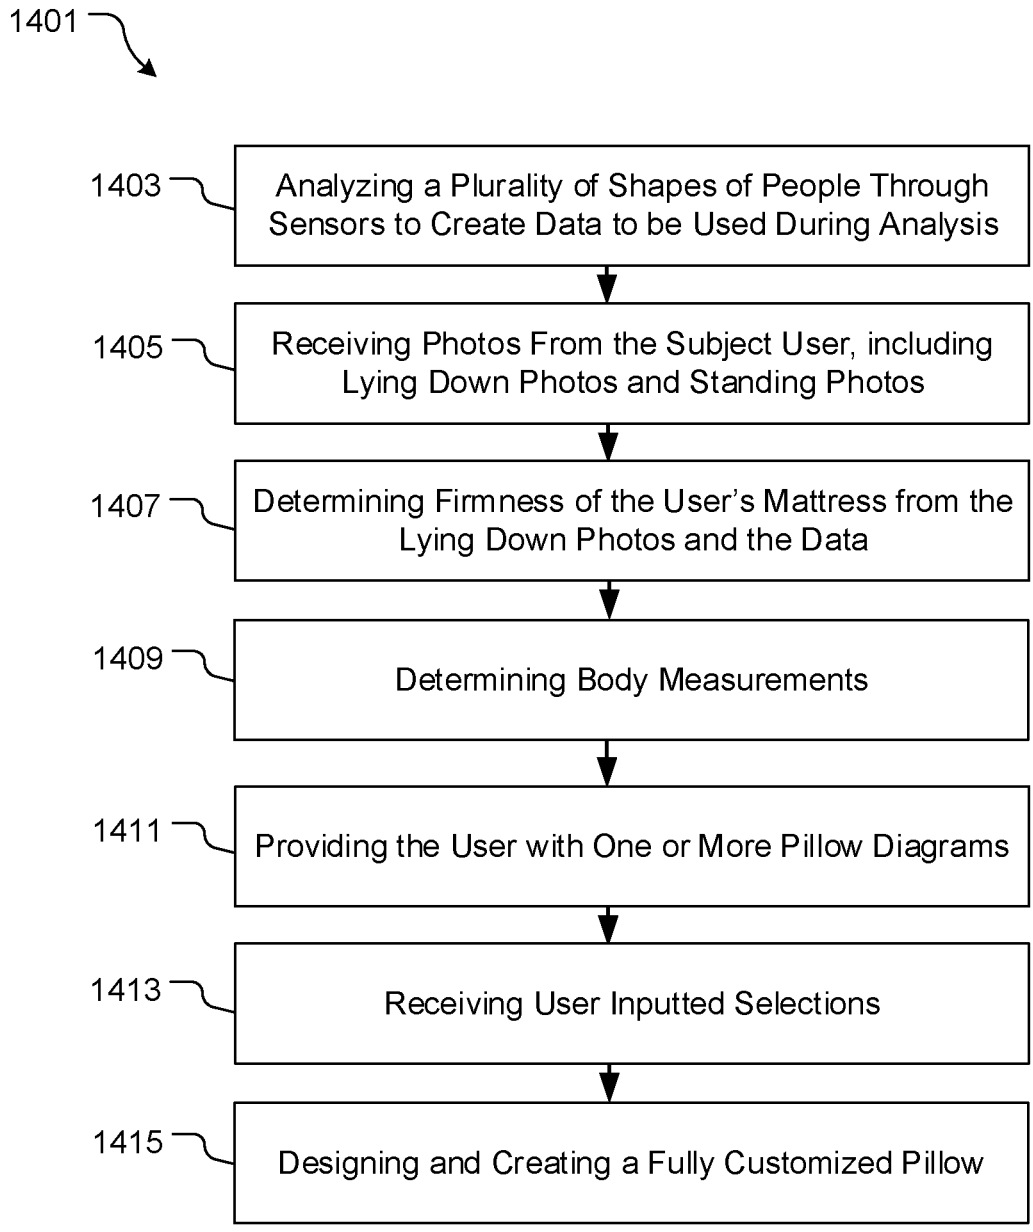 1401
1403
Analyzing a Plurality of Shapes of People Through
Sensors to Create Data to be Used During Analysis
1405
Receiving Photos From the Subject User, including
Lying Down Photos and Standing Photos
1407
Determining Firmness of the User's Mattress from the
Lying Down Photos and the Data
1409
Determining Body Measurements
1411
Providing the User with One or More Pillow Diagrams
1413
Receiving User Inputted Selections
1415
Designing and Creating a Fully Customized Pillow